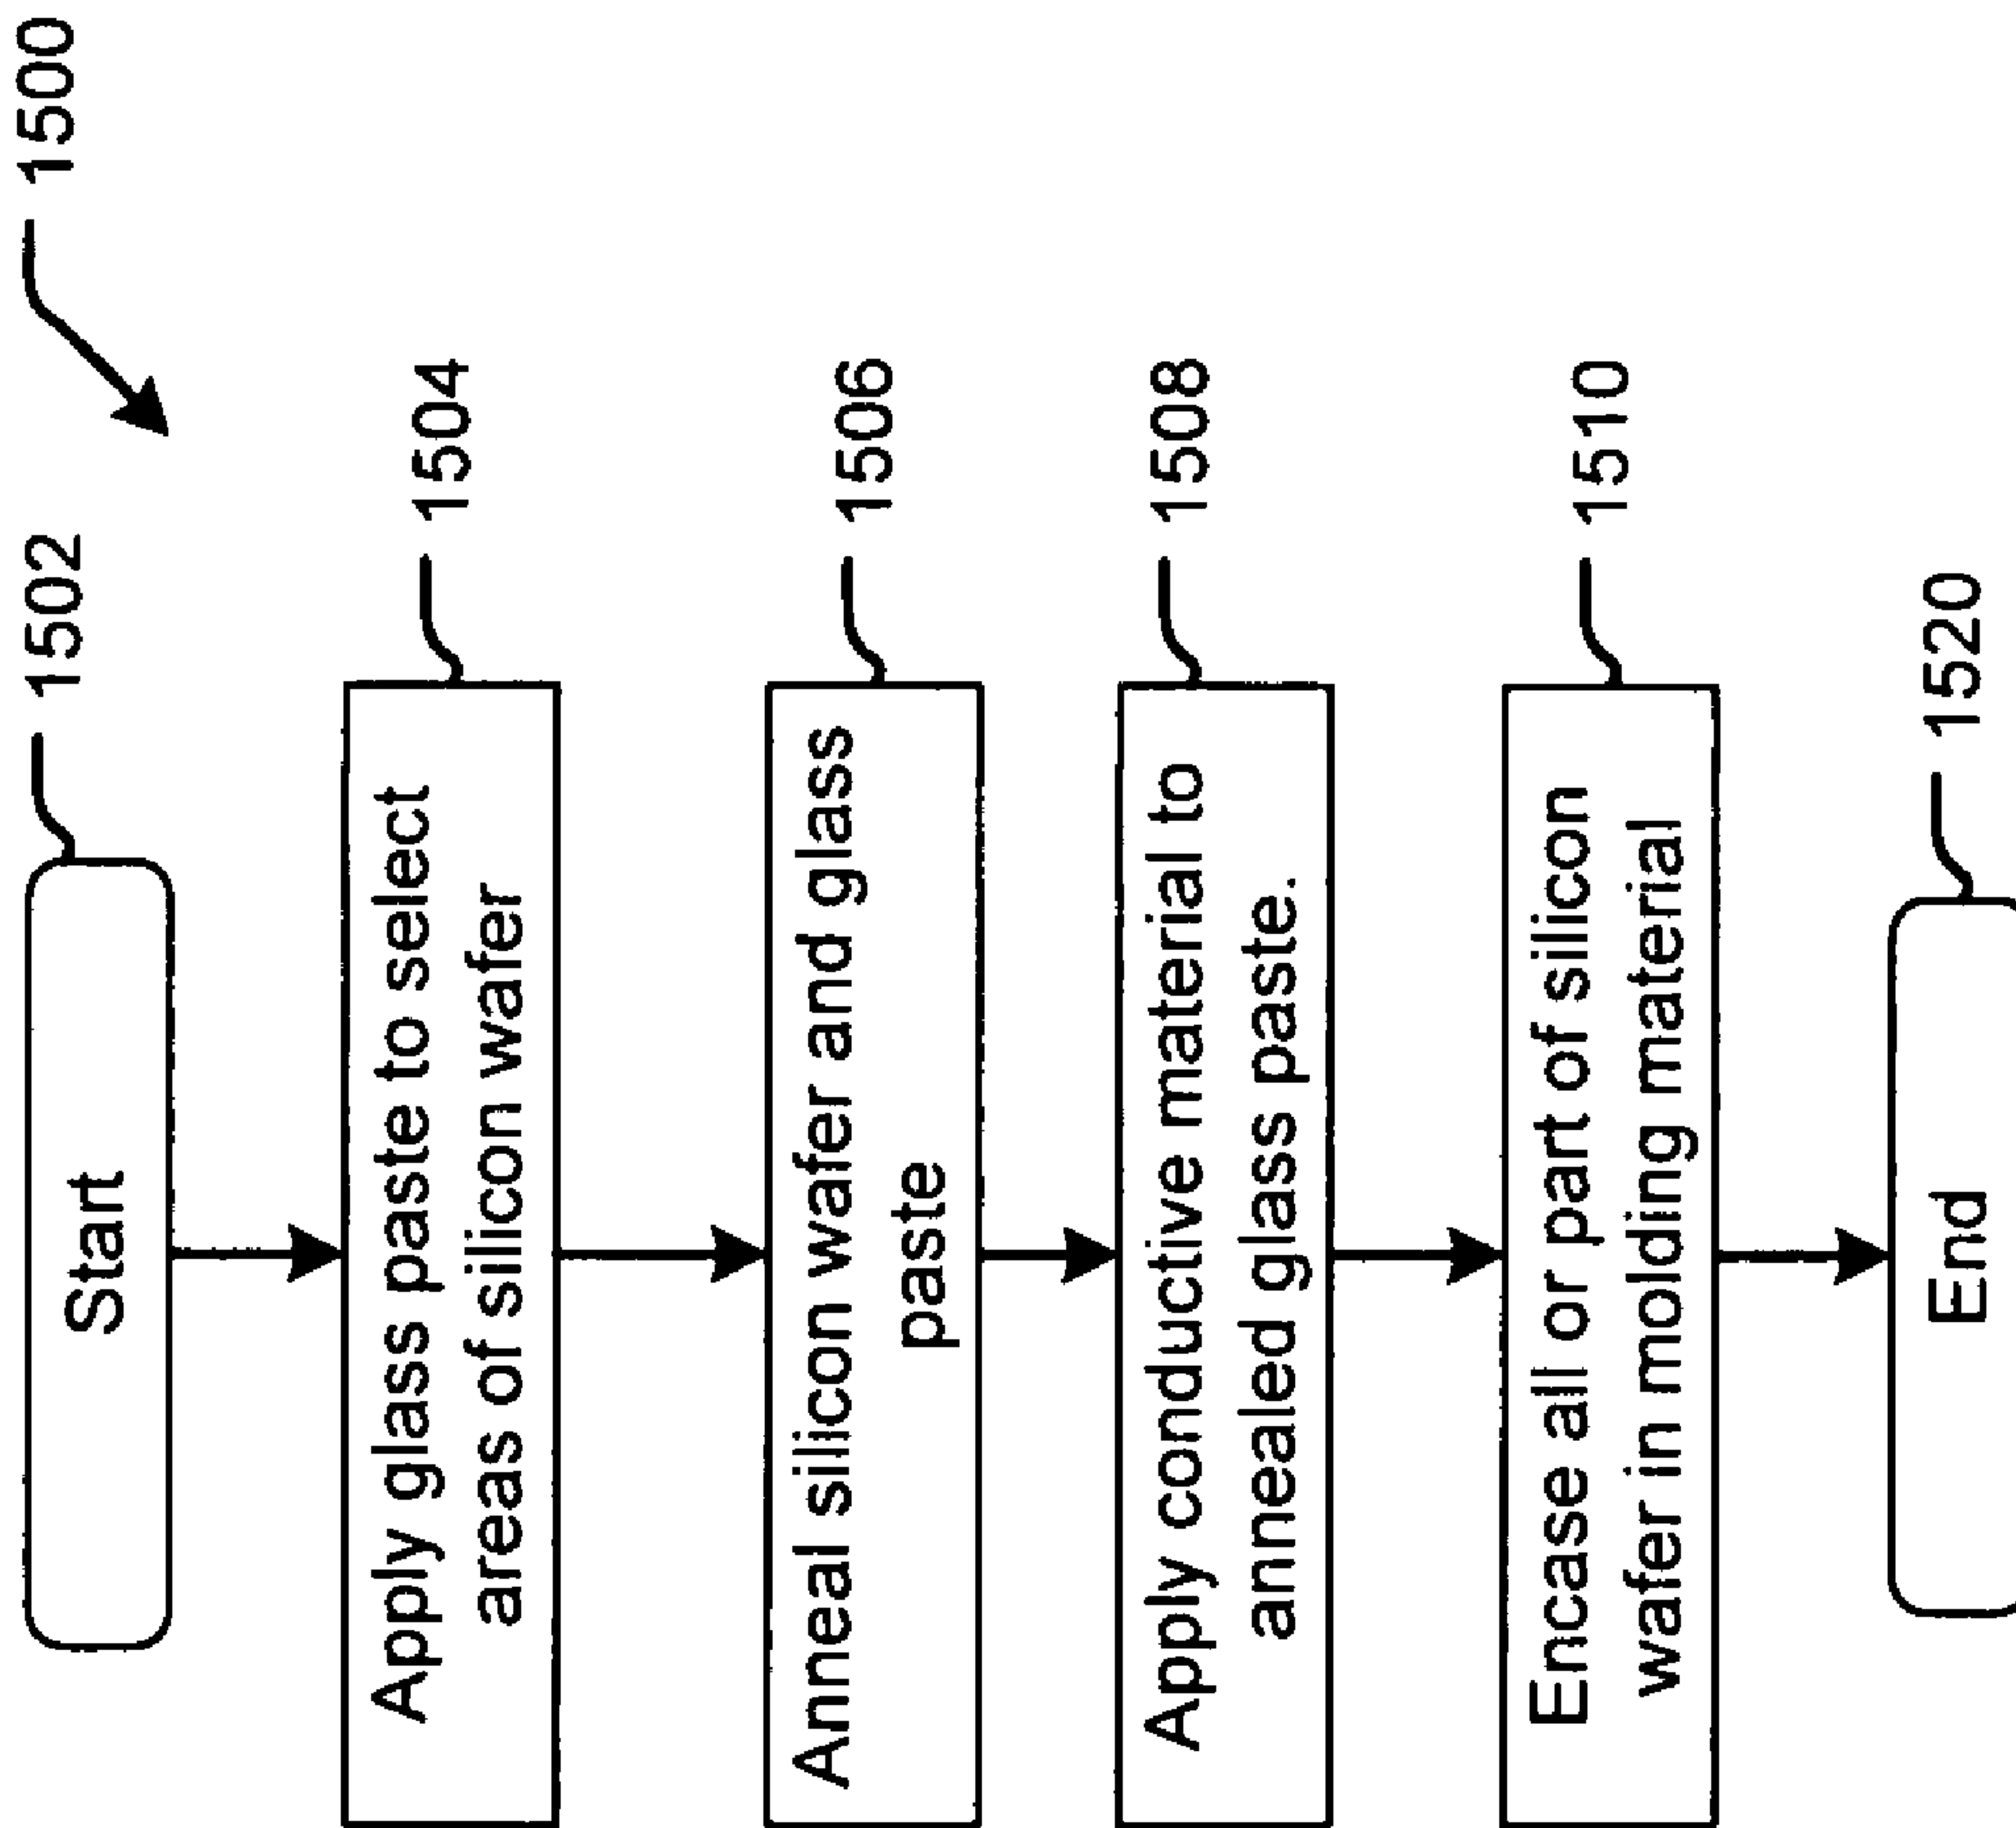 1500
Start
1502
Apply glass paste to select
areas of silicon wafer
1504
Anneal silicon wafer and glass
paste
1506
Apply conductive material to
annealed glass paste.
1508
Encase all or part of silicon
wafer in molding material
1510
End
1520